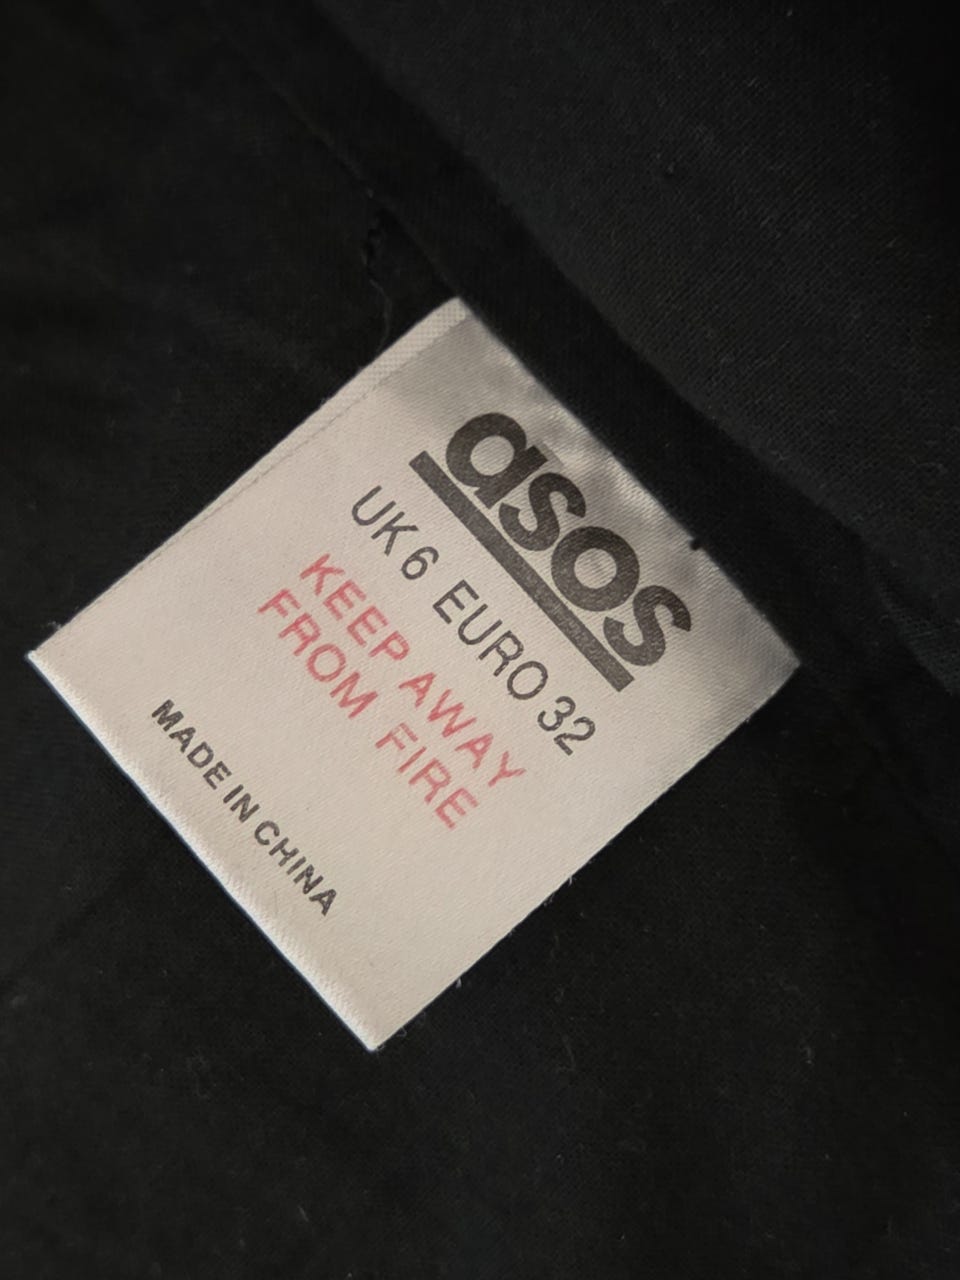 asos
UK 6 EURO 32
KEEP AWAY
FROM FIRE
MADE IN CHINA